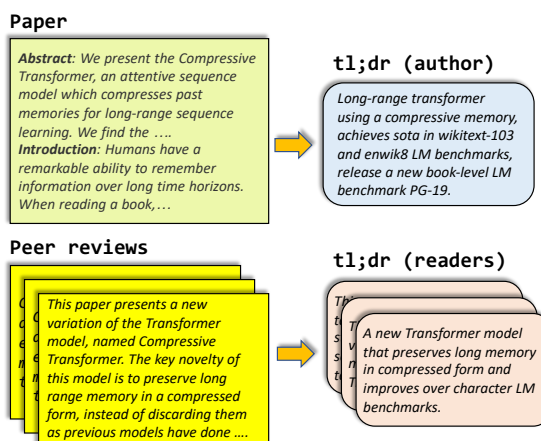 Paper
Abstract: We present the Compressive
Transformer, an attentive sequence
model which compresses past
memories for long-range sequence
learning. We find the ....
Introduction: Humans have a
remarkable ability to remember
information over long time horizons.
When reading a book,...
tl;dr (author)
Long-range transformer
using a compressive memory,
achieves sota in wikitext-103
and enwik8 LM benchmarks,
release a new book-level LM
benchmark PG-19.
Peer reviews
This paper presents a new
variation of the Transformer
model, named Compressive
Transformer. The key novelty of
this model is to preserve long
range memory in a compressed
form, instead of discarding them
as previous models have done ....
tl;dr (readers)
A new Transformer model
that preserves long memory
in compressed form and
improves over character LM
benchmarks.